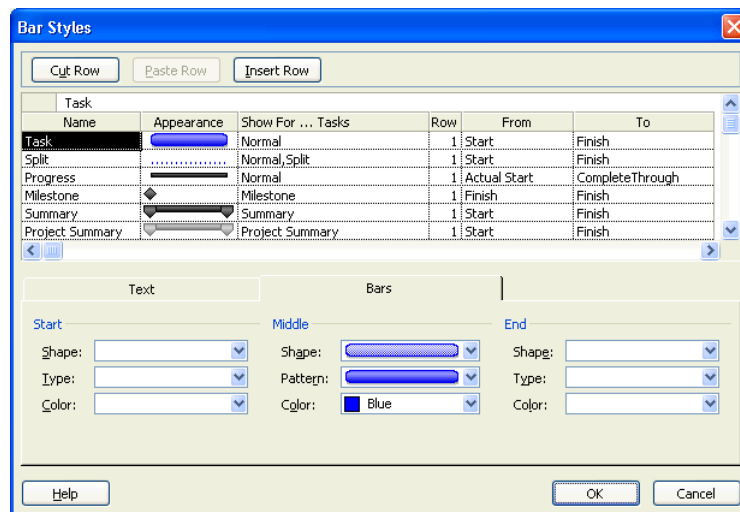 Bar Styles
Cut Row Paste Row Insert Row
Task
Name Appearance Show For ... Tasks Row From To
Task Normal 1 Start Finish
Split Normal,Split 1 Start Finish
Progress Normal 1 Actual Start CompleteThrough
Milestone Milestone 1 Finish Finish
Summary Summary 1 Start Finish
Project Summary Project Summary 1 Start Finish
Text Bars
Start Middle End
Shape: Shape: Shape:
Type: Pattern: Type:
Color: Color: Blue Color:
Help OK Cancel